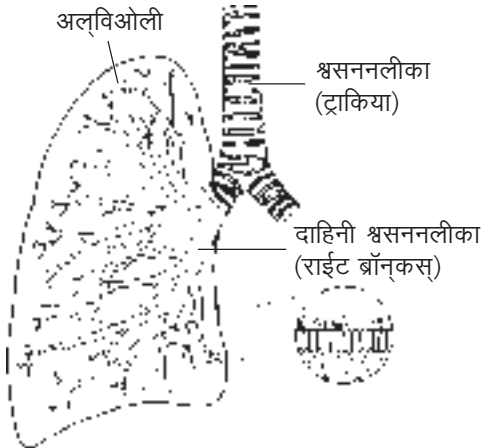 अल्‌विओली
श्वसननलीका
(ट्राकिया)
दाहिनी श्वसननलीका
(राईट ब्रॉन्‌कस्)